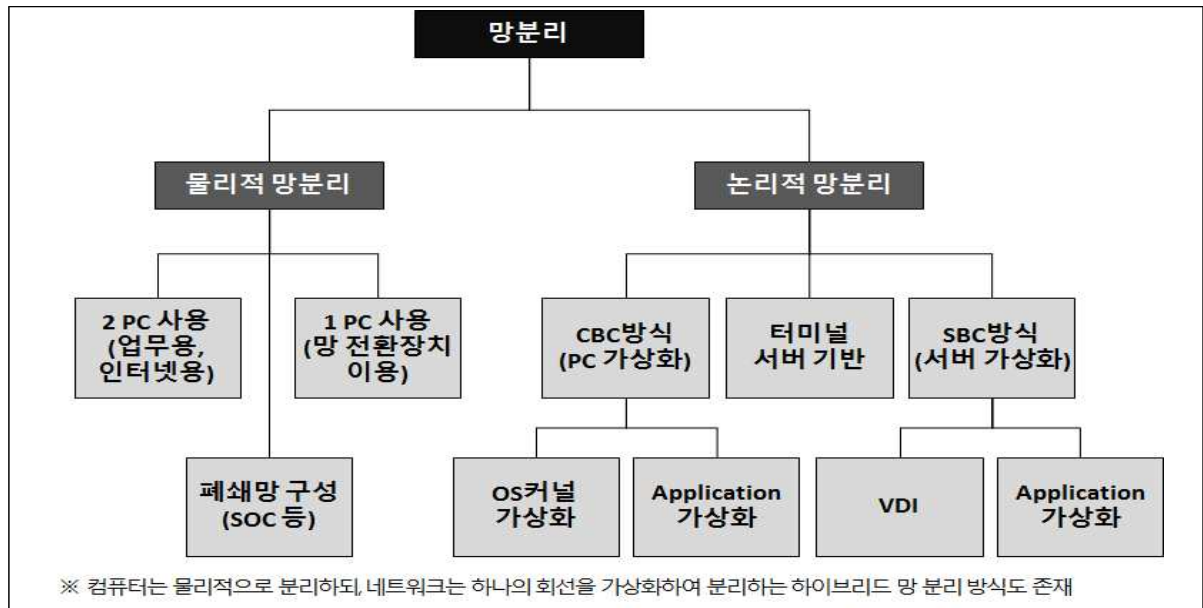 망분리
물리적 망분리
논리적 망분리
2 PC 사용
(업무용,
인터넷용)
1 PC 사용
(망 전환장치
이용)
CBC방식
(PC 가상화)
터미널
서버 기반
SBC방식
(서버 가상화)
폐쇄망 구성
(SOC 등)
OS커널
가상화
Application
가상화
VDI
Application
가상화
※ 컴퓨터는 물리적으로 분리하되, 네트워크는 하나의 회선을 가상화하여 분리하는 하이브리드 망 분리 방식도 존재